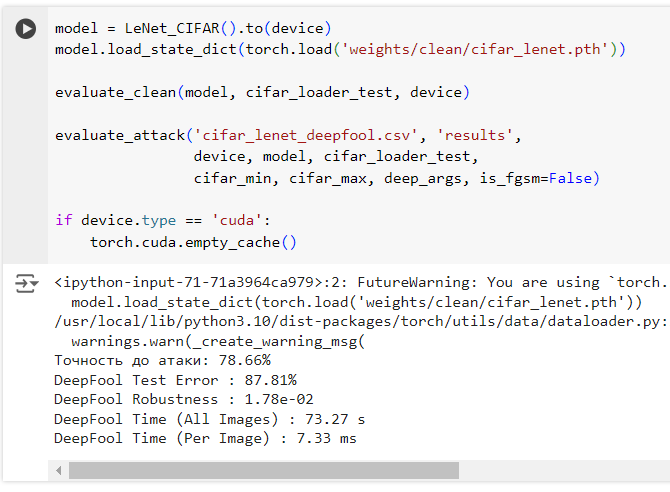 model = LeNet_CIFAR().to(device)
model.load_state_dict(torch.load('weights/clean/cifar_lenet.pth'))
evaluate_clean(model, cifar_loader_test, device)
evaluate_attack('cifar_lenet_deepfool.csv', 'results',
device, model, cifar_loader_test,
cifar_min, cifar_max, deep_args, is_fgsm=False)
if device.type == 'cuda':
torch.cuda.empty_cache()
<ipython-input-71-71a3964ca979>:2: FutureWarning: You are using `torch.
model.load_state_dict(torch.load('weights/clean/cifar_lenet.pth'))
/usr/local/lib/python3.10/dist-packages/torch/utils/data/dataloader.py:
warnings.warn(_create_warning_msg(
Точность до атаки: 78.66%
DeepFool Test Error : 87.81%
DeepFool Robustness : 1.78e-02
DeepFool Time (All Images) : 73.27 s
DeepFool Time (Per Image) : 7.33 ms